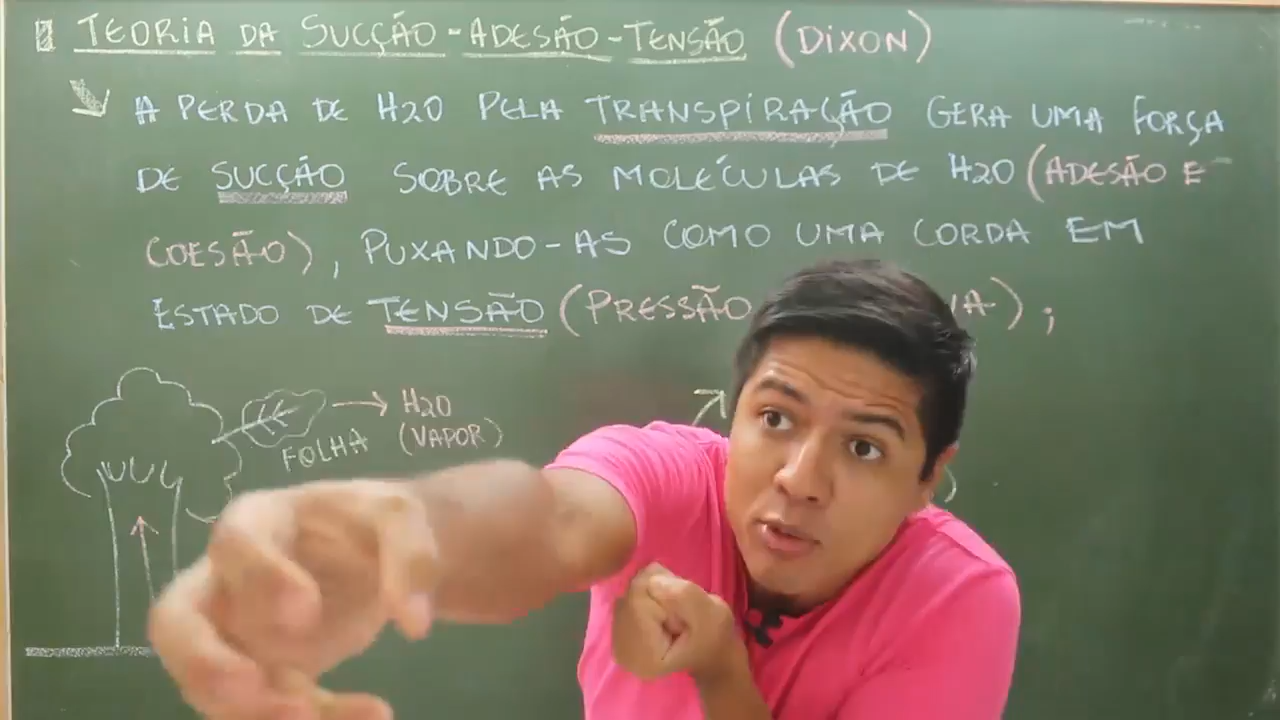 TEORIA DA SUCÇÃO-ADESÃO-TENSÃO (DIXON)
A PERDA DE H2O PELA TRANSPIRAÇÃO GERA UMA FORÇA
DE SUCÇÃO SOBRE AS MOLÉCULAS DE H2O (ADESÃO E
COESÃO), PUXANDO-AS COMO UMA CORDA EM
ESTADO DE TENSÃO (PRESSÃO );
H2O
FOLHA (VAPOR)